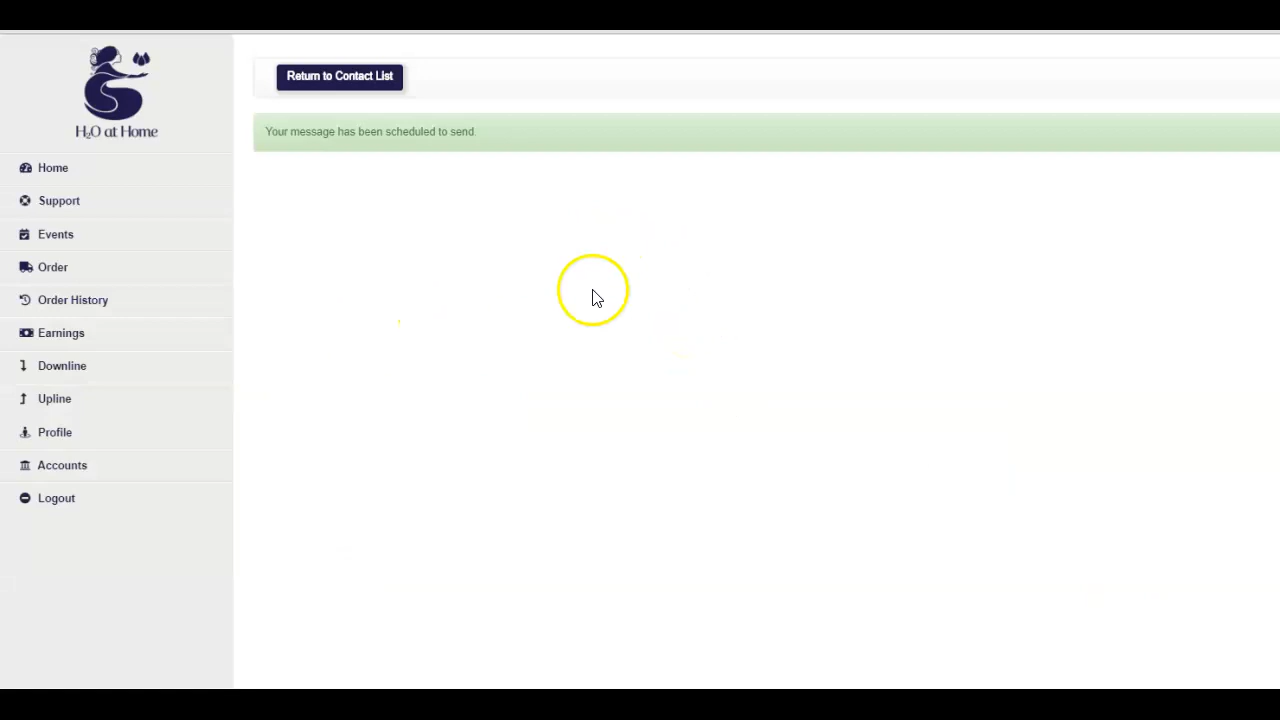 H2O at Home
Return to Contact List
Your message has been scheduled to send.
Home
Support
Events
Order
Order History
Earnings
Downline
Upline
Profile
Accounts
Logout